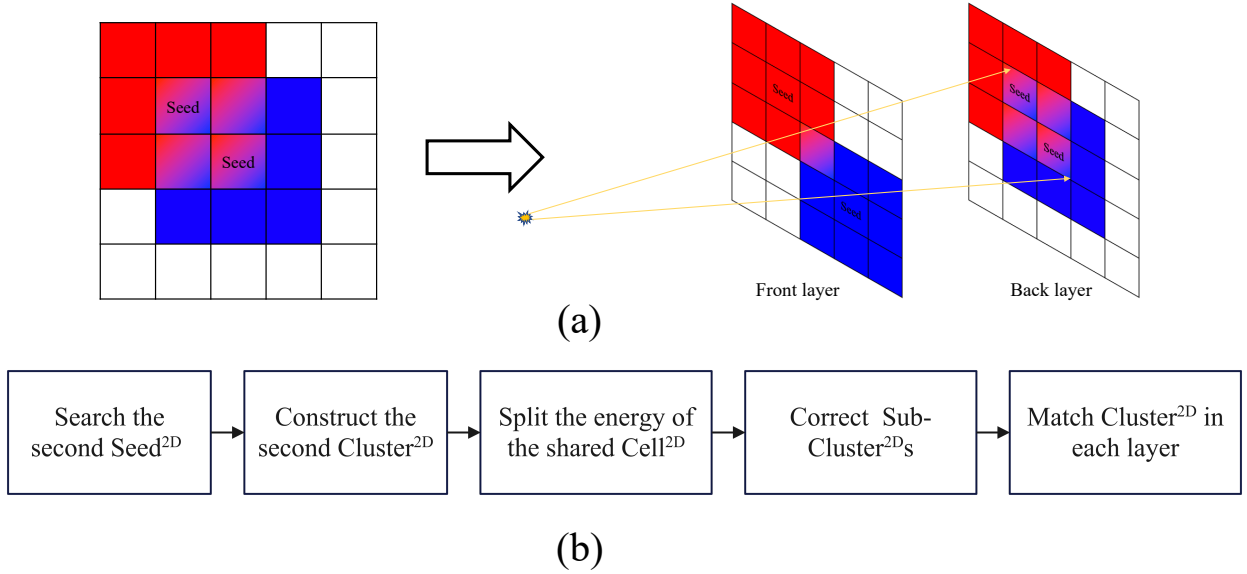 Seed
Seed
Seed
Seed
Seed
Seed
Front layer
Back layer
(a)
Search the
second Seed²ᴰ
Construct the
second Cluster²ᴰ
Split the energy of
the shared Cell²ᴰ
Correct Sub-
Cluster²ᴰs
Match Cluster²ᴰ in
each layer
(b)